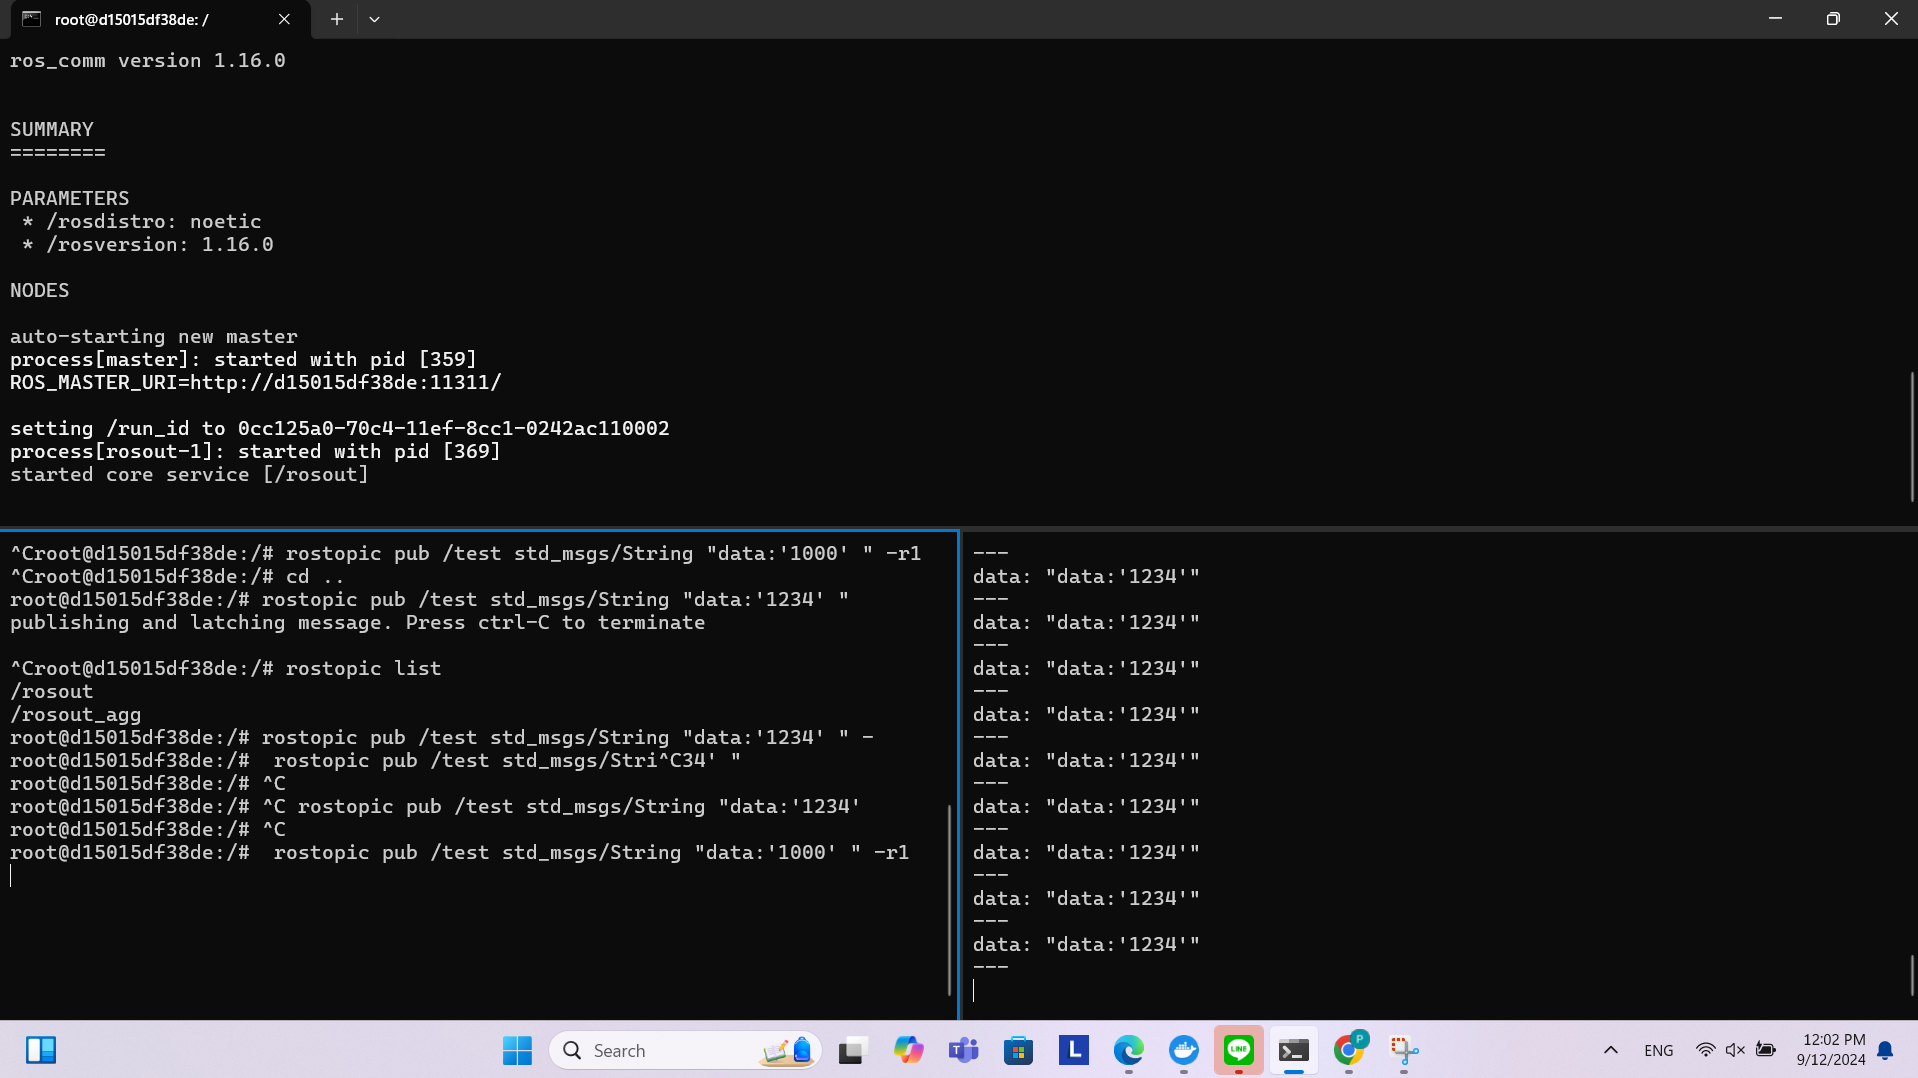 root@d15015df38de: /
ros_comm version 1.16.0
SUMMARY
========
PARAMETERS
 * /rosdistro: noetic
 * /rosversion: 1.16.0
NODES
auto-starting new master
process[master]: started with pid [359]
ROS_MASTER_URI=http://d15015df38de:11311/
setting /run_id to 0cc125a0-70c4-11ef-8cc1-0242ac110002
process[rosout-1]: started with pid [369]
started core service [/rosout]
^Croot@d15015df38de:/# rostopic pub /test std_msgs/String "data:'1000' " -r1
^Croot@d15015df38de:/# cd ..
root@d15015df38de:/# rostopic pub /test std_msgs/String "data:'1234' "
publishing and latching message. Press ctrl-C to terminate
^Croot@d15015df38de:/# rostopic list
/rosout
/rosout_agg
root@d15015df38de:/# rostopic pub /test std_msgs/String "data:'1234' " -
root@d15015df38de:/#  rostopic pub /test std_msgs/Stri^C34' "
root@d15015df38de:/# ^C
root@d15015df38de:/# ^C rostopic pub /test std_msgs/String "data:'1234'
root@d15015df38de:/# ^C
root@d15015df38de:/#  rostopic pub /test std_msgs/String "data:'1000' " -r1
---
data: "data:'1234'"
---
data: "data:'1234'"
---
data: "data:'1234'"
---
data: "data:'1234'"
---
data: "data:'1234'"
---
data: "data:'1234'"
---
data: "data:'1234'"
---
data: "data:'1234'"
---
data: "data:'1234'"
---
Search
T
L
LINE
P
ENG
12:02 PM
9/12/2024